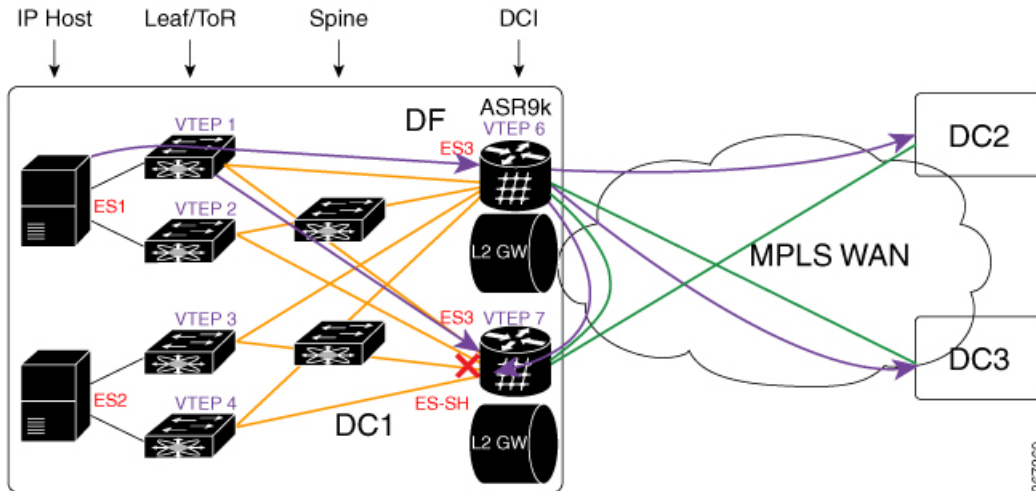 IP Host
Leaf/ToR
Spine
DCI
DF
ASR9k
VTEP 1
VTEP 6
ES3
DC2
ES1
VTEP 2
L2 GW
MPLS WAN
VTEP 3
ES3
VTEP 7
DC3
ES2
VTEP 4
ES-SH
DC1
L2 GW